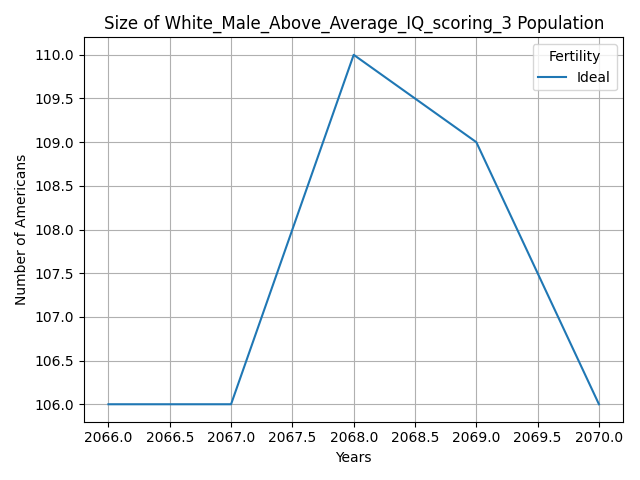 Size of White_Male_Above_Average_IQ_scoring_3 Population
Fertility
Ideal
Number of Americans
110.0
109.5
109.0
108.5
108.0
107.5
107.0
106.5
106.0
2066.0 2066.5 2067.0 2067.5 2068.0 2068.5 2069.0 2069.5 2070.0
Years